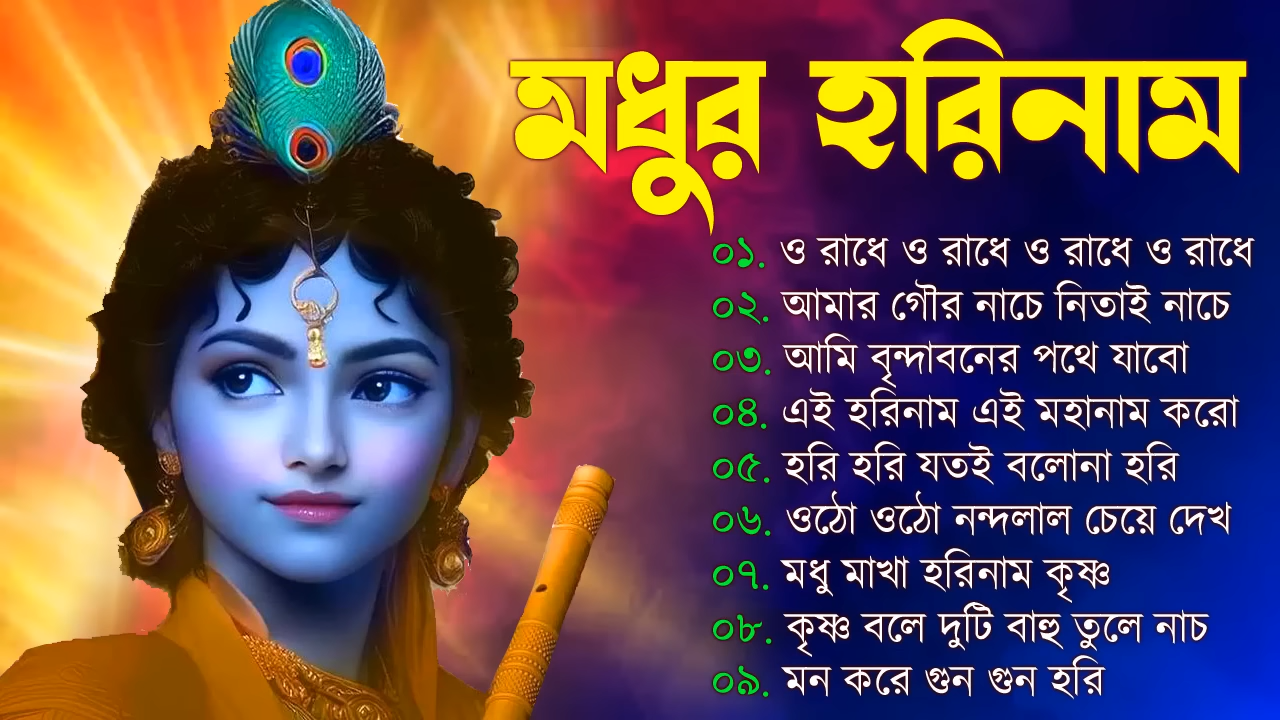 মধুর হরিনাম
০১. ও রাধে ও রাধে ও রাধে ও রাধে
০২. আমার গৌর নাচে নিতাই নাচে
০৩. আমি বৃন্দাবনের পথে যাবো
০৪. এই হরিনাম এই মহানাম করো
০৫. হরি হরি যতই বলোনা হরি
০৬. ওঠো ওঠো নন্দলাল চেয়ে দেখ
০৭. মধু মাখা হরিনাম কৃষ্ণ
০৮. কৃষ্ণ বলে দুটি বাহু তুলে নাচ
০৯. মন করে গুন গুন হরি